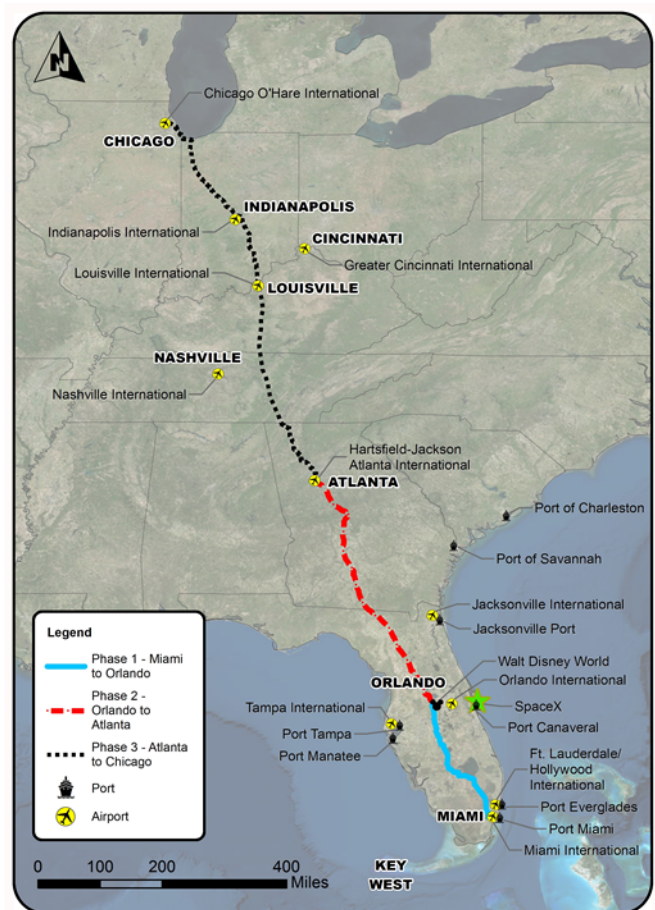 N
Chicago O'Hare International
CHICAGO
INDIANAPOLIS
Indianapolis International
CINCINNATI
Greater Cincinnati International
Louisville International
LOUISVILLE
NASHVILLE
Nashville International
Hartsfield-Jackson
Atlanta International
ATLANTA
Port of Charleston
Port of Savannah
Jacksonville International
Jacksonville Port
Walt Disney World
ORLANDO
Orlando International
Tampa International
SpaceX
Port Tampa
Port Canaveral
Port Manatee
Ft. Lauderdale/
Hollywood
International
Port Everglades
MIAMI
Port Miami
Miami International
KEY
WEST
Legend
Phase 1 - Miami
to Orlando
Phase 2 -
Orlando to
Atlanta
Phase 3 - Atlanta
to Chicago
Port
Airport
0 200 400
Miles